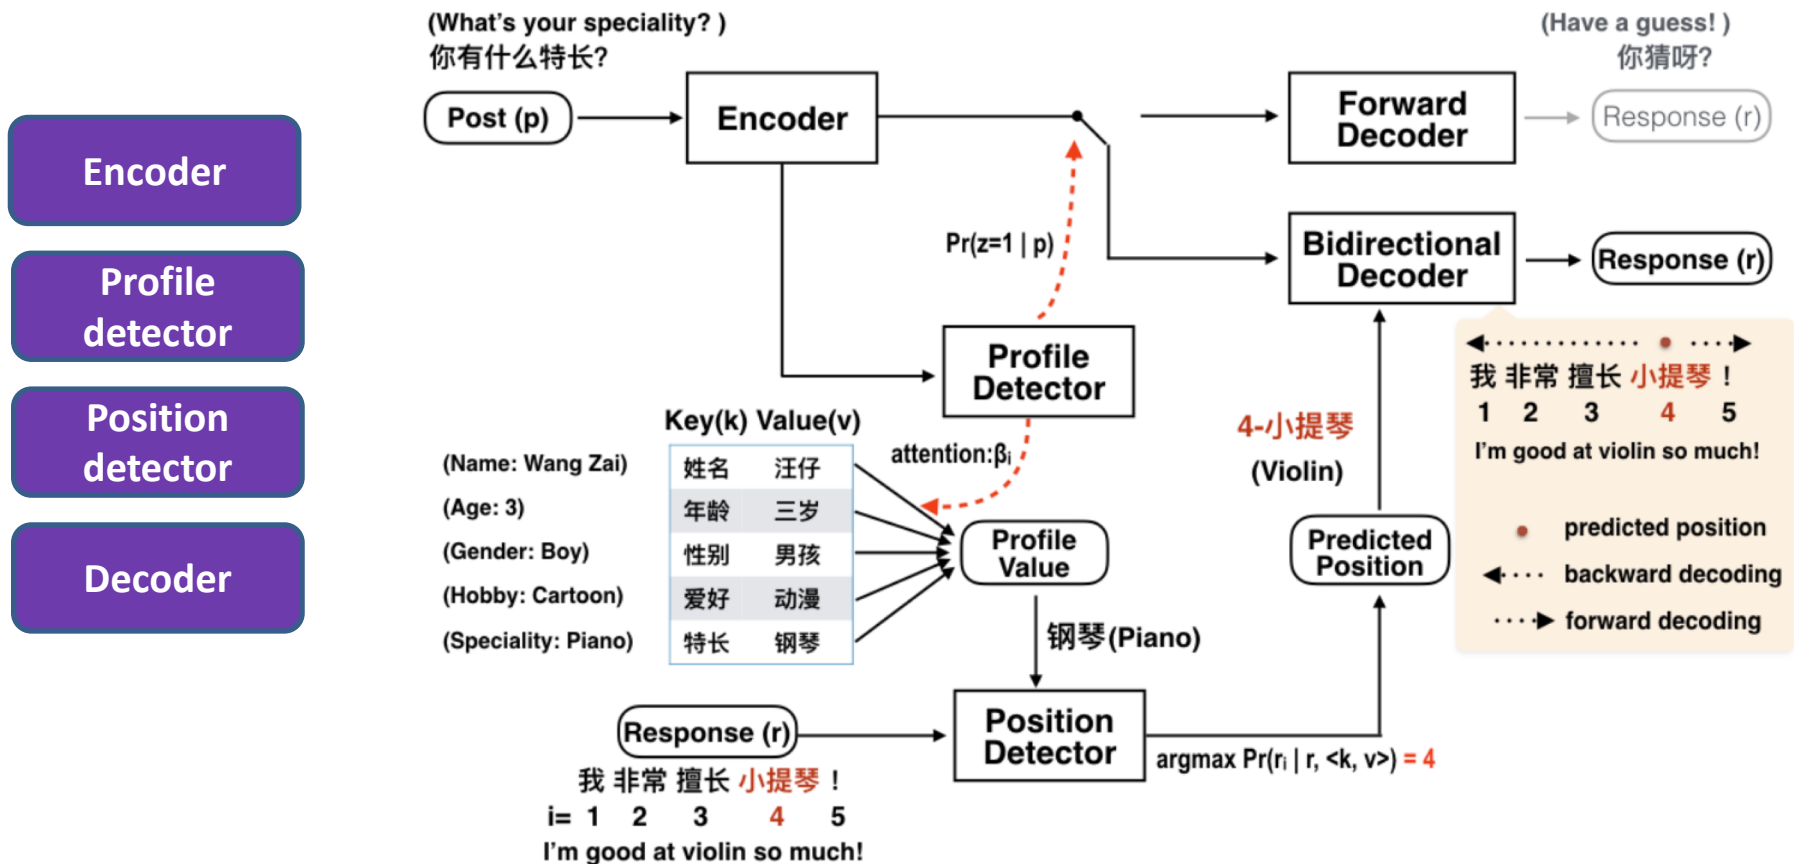 Encoder
Profile
detector
Position
detector
Decoder
(What's your speciality? )
你有什么特长?
Post (p)
Encoder
Forward
Decoder
(Have a guess! )
你猜呀?
Response (r)
Pr(z=1 | p)
Bidirectional
Decoder
Response (r)
Profile
Detector
attention:βi
Key(k) Value(v)
(Name: Wang Zai) 姓名 汪仔
(Age: 3) 年龄 三岁
(Gender: Boy) 性别 男孩
(Hobby: Cartoon) 爱好 动漫
(Speciality: Piano) 特长 钢琴
Profile
Value
钢琴(Piano)
4-小提琴
(Violin)
Predicted
Position
我 非常 擅长 小提琴 !
1 2 3 4 5
I'm good at violin so much!
predicted position
backward decoding
forward decoding
Response (r)
Position
Detector
argmax Pr(ri | r, <k, v>) = 4
我 非常 擅长 小提琴 !
i= 1 2 3 4 5
I'm good at violin so much!